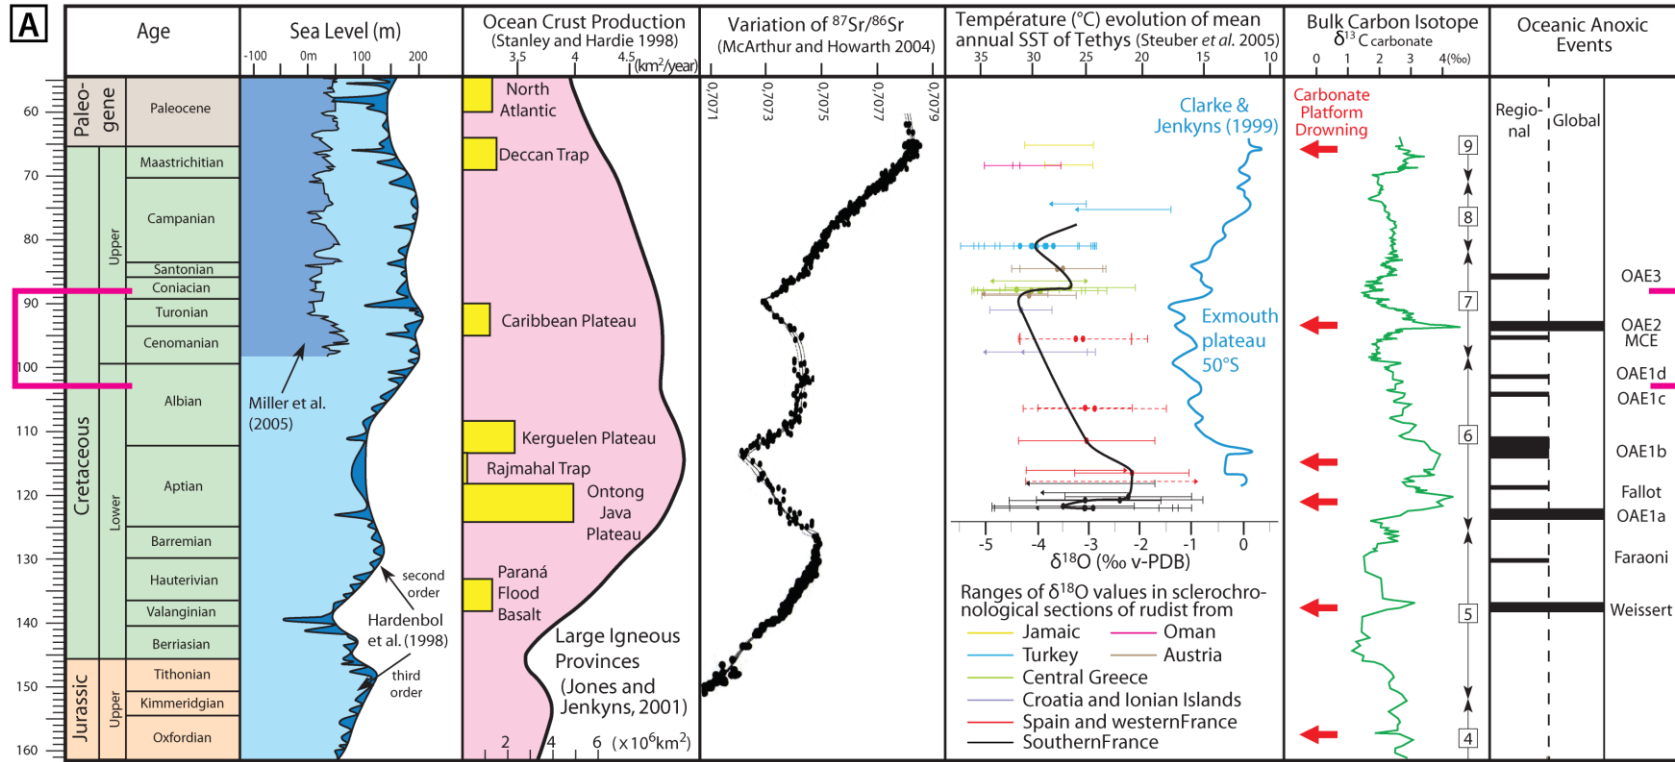 A
Age
Sea Level (m)
-100 0m 100 200
Ocean Crust Production
(Stanley and Hardie 1998)
3.5 4 4.5 (km²/year)
Variation of ⁸⁷Sr/⁸⁶Sr
(McArthur and Howarth 2004)
Température (°C) evolution of mean
annual SST of Tethys (Steuber et al. 2005)
35 30 25 20 15 10
Bulk Carbon Isotope
δ¹³C carbonate
0 1 2 3 4(‰)
Oceanic Anoxic
Events
60
70
80
90
100
110
120
130
140
150
160
Paleo-
gene
Cretaceous
Jurassic
Upper
Lower
Upper
Paleocene
Maastrichitian
Campanian
Santonian
Coniacian
Turonian
Cenomanian
Albian
Aptian
Barremian
Hauterivian
Valanginian
Berriasian
Tithonian
Kimmeridgian
Oxfordian
Miller et al.
(2005)
second
order
Hardenbol
et al. (1998)
third
order
North
Atlantic
Deccan Trap
Caribbean Plateau
Kerguelen Plateau
Rajmahal Trap
Ontong
Java
Plateau
Paraná
Flood
Basalt
Large Igneous
Provinces
(Jones and
Jenkyns, 2001)
2 4 6 (×10⁶km²)
0,7071 0,7073 0,7075 0,7077 0,7079
Clarke &
Jenkyns (1999)
Exmouth
plateau
50°S
-5 -4 -3 -2 -1 0
δ¹⁸O (‰ v-PDB)
Ranges of δ¹⁸O values in sclerochro-
nological sections of rudist from
Jamaic
Oman
Turkey
Austria
Central Greece
Croatia and Ionian Islands
Spain and westernFrance
SouthernFrance
Carbonate
Platform
Drowning
9
8
7
6
5
4
Regio-
nal
Global
OAE3
OAE2
MCE
OAE1d
OAE1c
OAE1b
Fallot
OAE1a
Faraoni
Weissert